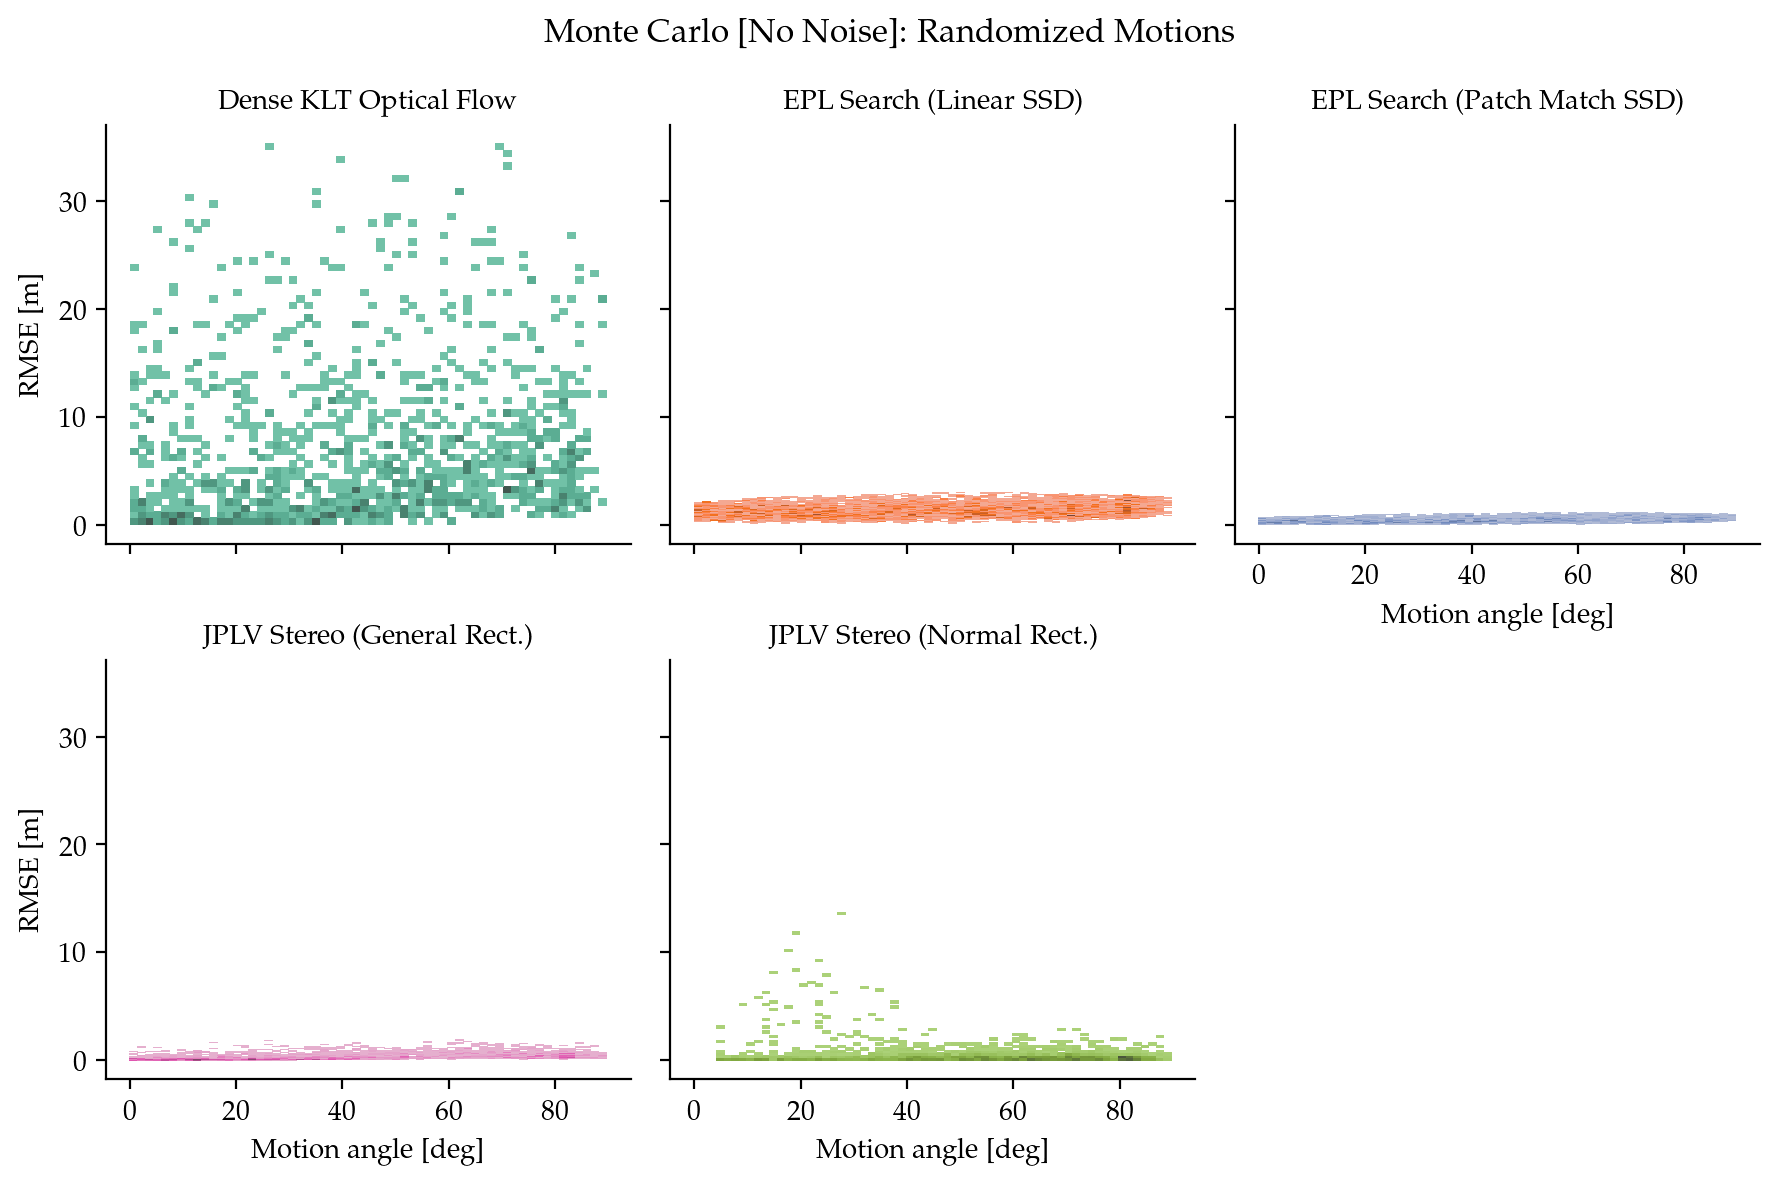 Monte Carlo [No Noise]: Randomized Motions
Dense KLT Optical Flow
EPL Search (Linear SSD)
EPL Search (Patch Match SSD)
RMSE [m]
30
20
10
0
0 20 40 60 80
Motion angle [deg]
JPLV Stereo (General Rect.)
JPLV Stereo (Normal Rect.)
RMSE [m]
30
20
10
0
0 20 40 60 80
0 20 40 60 80
Motion angle [deg]
Motion angle [deg]